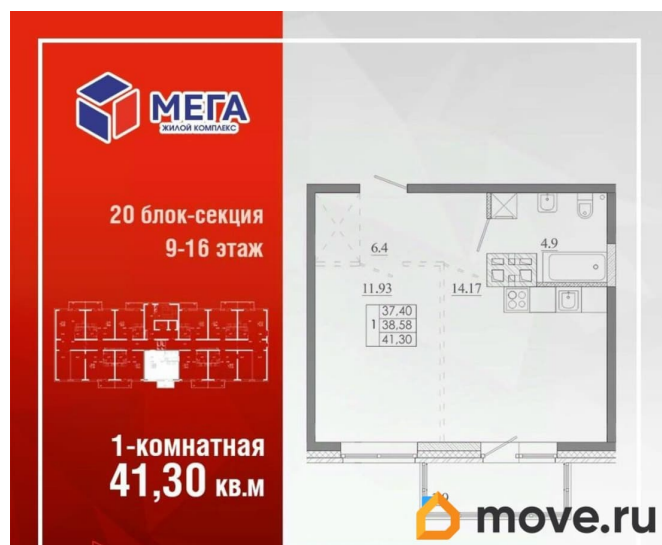 МЕГА
ЖИЛОЙ КОМПЛЕКС
20 блок-секция
9-16 этаж
1-комнатная
41,30 кв.м
6.4
4.9
11.93
14.17
37.40
1 38.58
41.30
move.ru